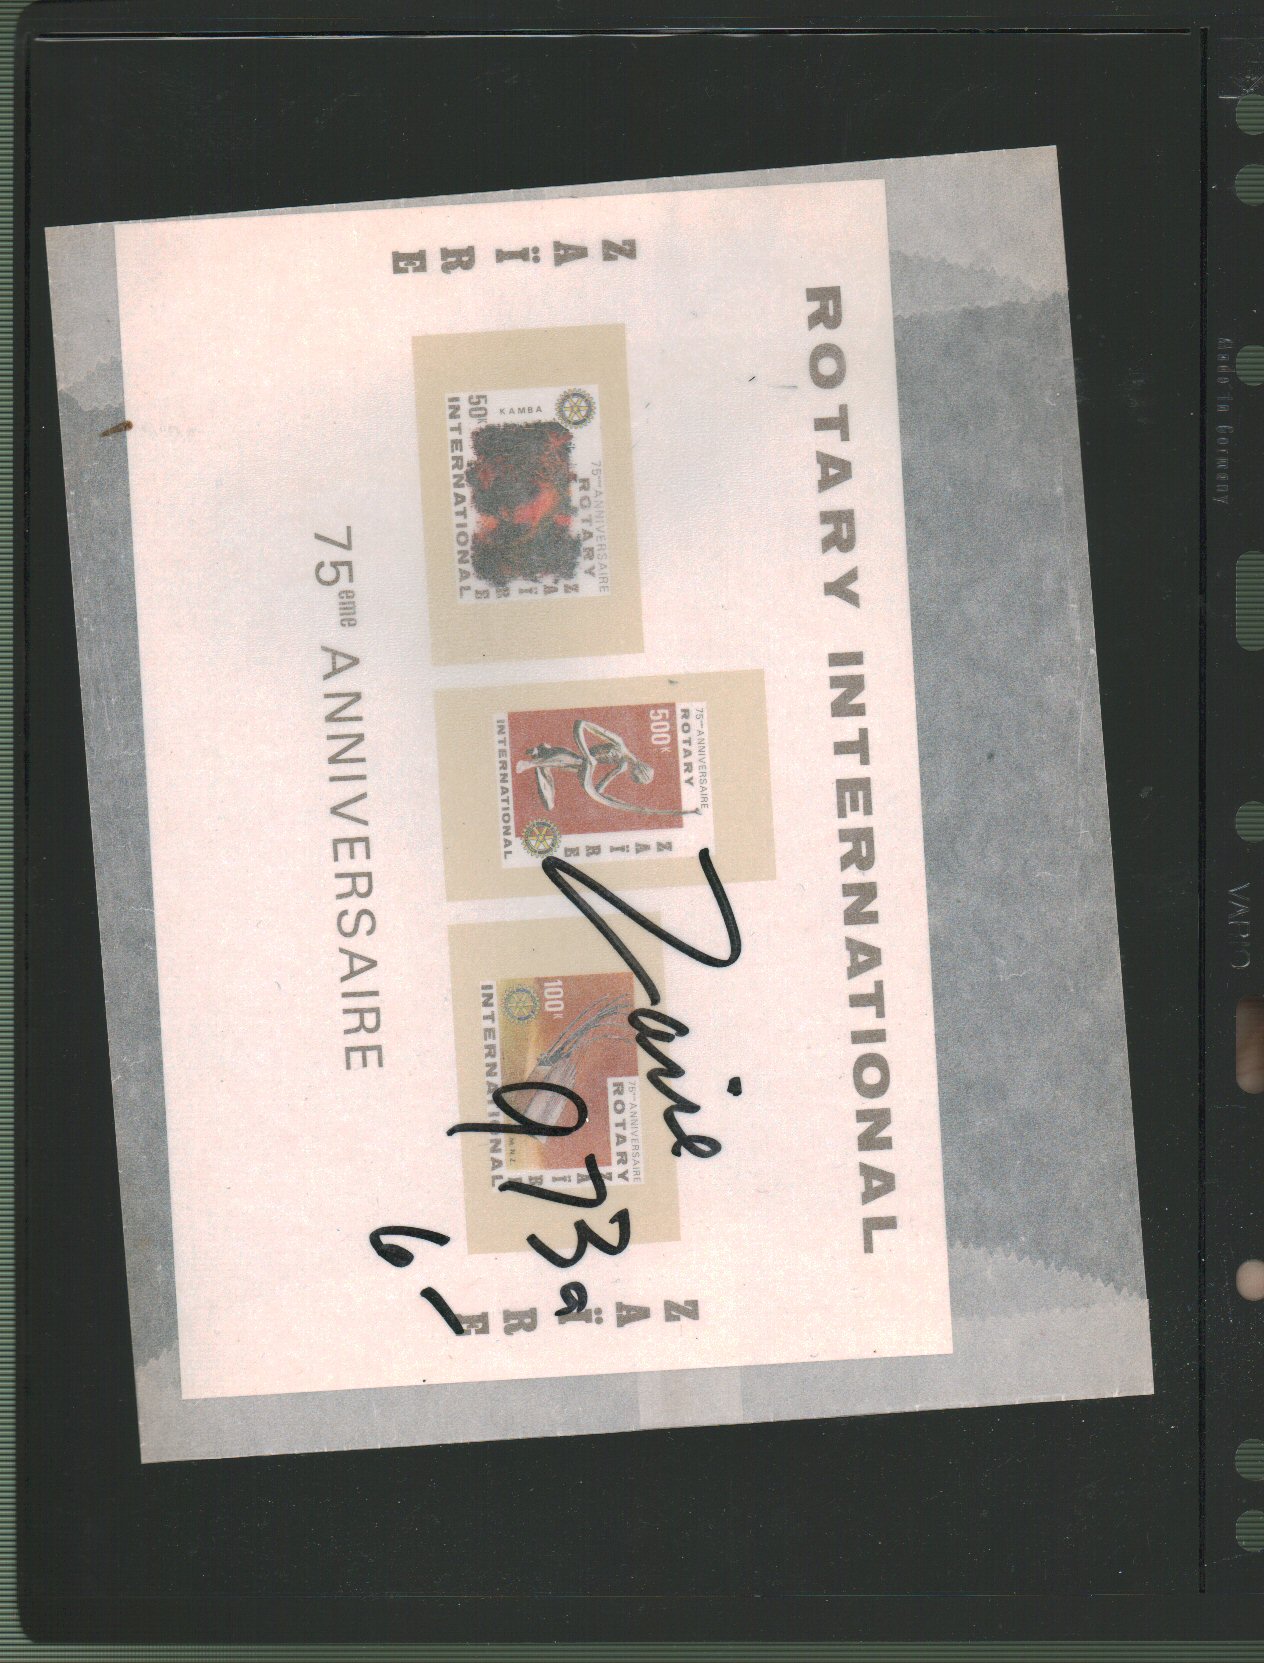 ROTARY INTERNATIONAL
ZAÏRE
KAMBA
50K
75ème ANNIVERSAIRE
ROTARY
INTERNATIONAL
ZAÏRE
75ème ANNIVERSAIRE
ROTARY
500K
INTERNATIONAL
ZAÏRE
100K
75ème ANNIVERSAIRE
ROTARY
INTERNATIONAL
ZAÏRE
ZAÏRE
75eme ANNIVERSAIRE
Zaire
973a
6-
Made in Germany
VARIO